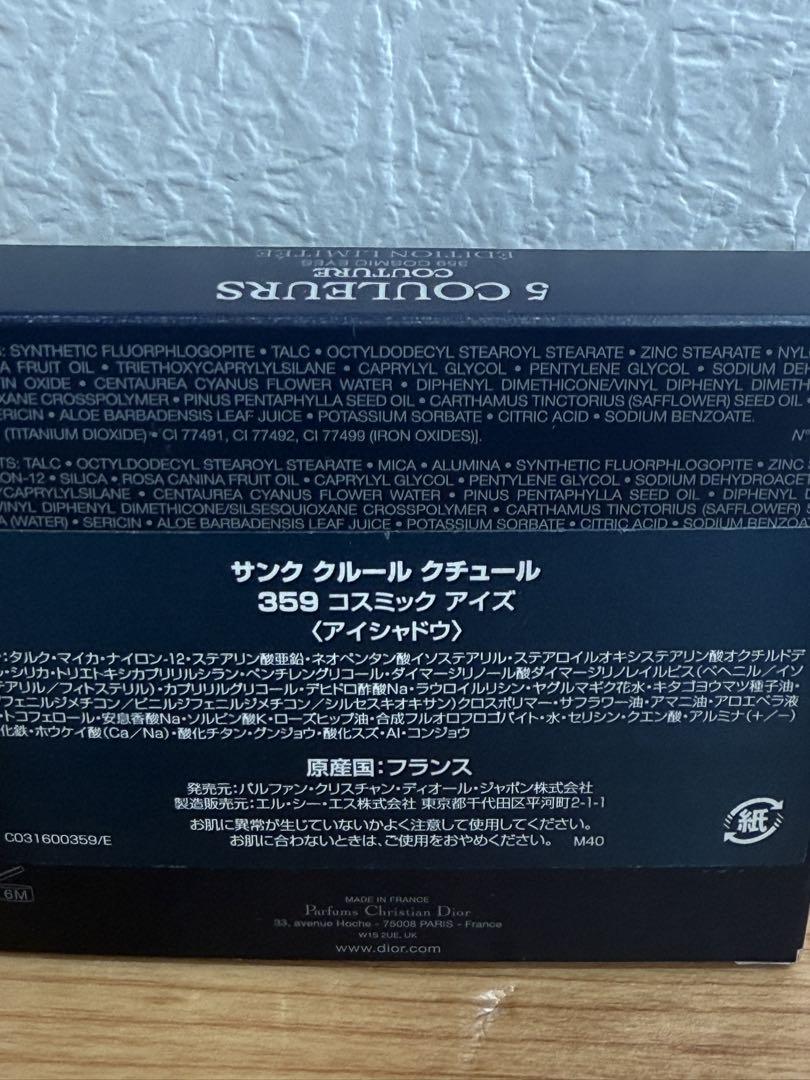 ÉDITION LIMITÉE
359 COSMIC EYES
COUTURE
5 COULEURS
: SYNTHETIC FLUORPHLOGOPITE • TALC • OCTYLDODECYL STEAROYL STEARATE • ZINC STEARATE •
FRUIT OIL • TRIETHOXYCAPRYLYLSILANE • CAPRYLYL GLYCOL • PENTYLENE GLYCOL • SODIUM
OXIDE • CENTAUREA CYANUS FLOWER WATER • DIPHENYL DIMETHICONE/VINYL DIPHENYL
CROSSPOLYMER • PINUS PENTAPHYLLA SEED OIL • CARTHAMUS TINCTORIUS (SAFFLOWER) SEED OIL •
SERICIN • ALOE BARBADENSIS LEAF JUICE • POTASSIUM SORBATE • CITRIC ACID • SODIUM BENZOATE.
(TITANIUM DIOXIDE) • CI 77491, CI 77492, CI 77499 (IRON OXIDES)]. N°
TALC • OCTYLDODECYL STEAROYL STEARATE • MICA • ALUMINA • SYNTHETIC FLUORPHLOGOPITE • ZINC
-12 • SILICA • ROSA CANINA FRUIT OIL • CAPRYLYL GLYCOL • PENTYLENE GLYCOL • SODIUM
• CENTAUREA CYANUS FLOWER WATER • PINUS PENTAPHYLLA SEED OIL • DIPHENYL
DIPHENYL DIMETHICONE/SILSESQUIOXANE CROSSPOLYMER • CARTHAMUS TINCTORIUS (SAFFLOWER)
(WATER) • SERICIN • ALOE BARBADENSIS LEAF JUICE • POTASSIUM SORBATE • CITRIC ACID • SODIUM
サンク クルール クチュール
359 コスミック アイズ
〈アイシャドウ〉
:タルク・マイカ・ナイロン-12・ステアリン酸亜鉛・ネオペンタン酸イソステアリル・ステアロイルオキシステアリン酸オクチルドデ
・シリカ・トリエトキシカプリリルシラン・ペンチレングリコール・ダイマージリノール酸ダイマージリノレイルビス(ベヘニル/イソ
テアリル/フィトステリル)・カプリリルグリコール・デヒドロ酢酸Na・ラウロイルリシン・ヤグルマギク花水・キタゴヨウマツ種子油・
フェニルジメチコン/ビニルジフェニルジメチコン/シルセスキオキサン)クロスポリマー・サフラワー油・アマニ油・アロエベラ液
・トコフェロール・安息香酸Na・ソルビン酸K・ローズヒップ油・合成フルオロフロゴパイト・水・セリシン・クエン酸・アルミナ(+/-)
化鉄・ホウケイ酸(Ca/Na)・酸化チタン・グンジョウ・酸化スズ・Al・コンジョウ
原産国:フランス
発売元:パルファン・クリスチャン・ディオール・ジャポン株式会社
製造販売元:エル・シー・エス株式会社 東京都千代田区平河町2-1-1
お肌に異常が生じていないかよく注意して使用してください。
お肌に合わないときは、ご使用をおやめください。 M40
C031600359/E
紙
6M
MADE IN FRANCE
Parfums Christian Dior
33, avenue Hoche - 75008 PARIS - France
W1S 2UE, UK
www.dior.com